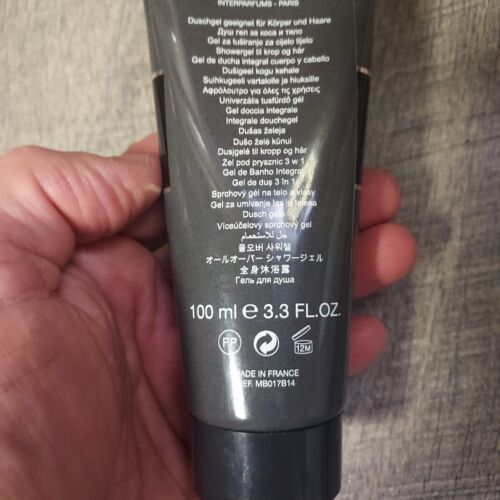 INTERPARFUMS - PARIS
Duschgel geeignet für Körper und Haare
Душ гел за коса и тяло
Gel za tuširanje za cijelo tijelo
Showergel til krop og hår
Gel de ducha integral cuerpo y cabello
Dušigeel kogu kehale
Suihkugeeli vartalolle ja hiuksille
Αφρόλουτρο για όλες τις χρήσεις
Univerzális tusfürdő gél
Gel doccia integrale
Integrale douchegel
Dušas želeja
Dušo želė kūnui
Dusjgelé til kropp og hår
Żel pod prysznic 3 w 1
Gel de Banho Integral
Gel de duș 3 în 1
Sprchový gél na telo a vlasy
Gel za umivanje las in telesa
Dusch gele
Víceúčelový sprchový gel
جل للاستحمام
올오버 샤워젤
オールオーバー シャワージェル
全身沐浴露
Гель для душа
100 ml e 3.3 FL.OZ.
PP 12M
MADE IN FRANCE
REF. MB017B14